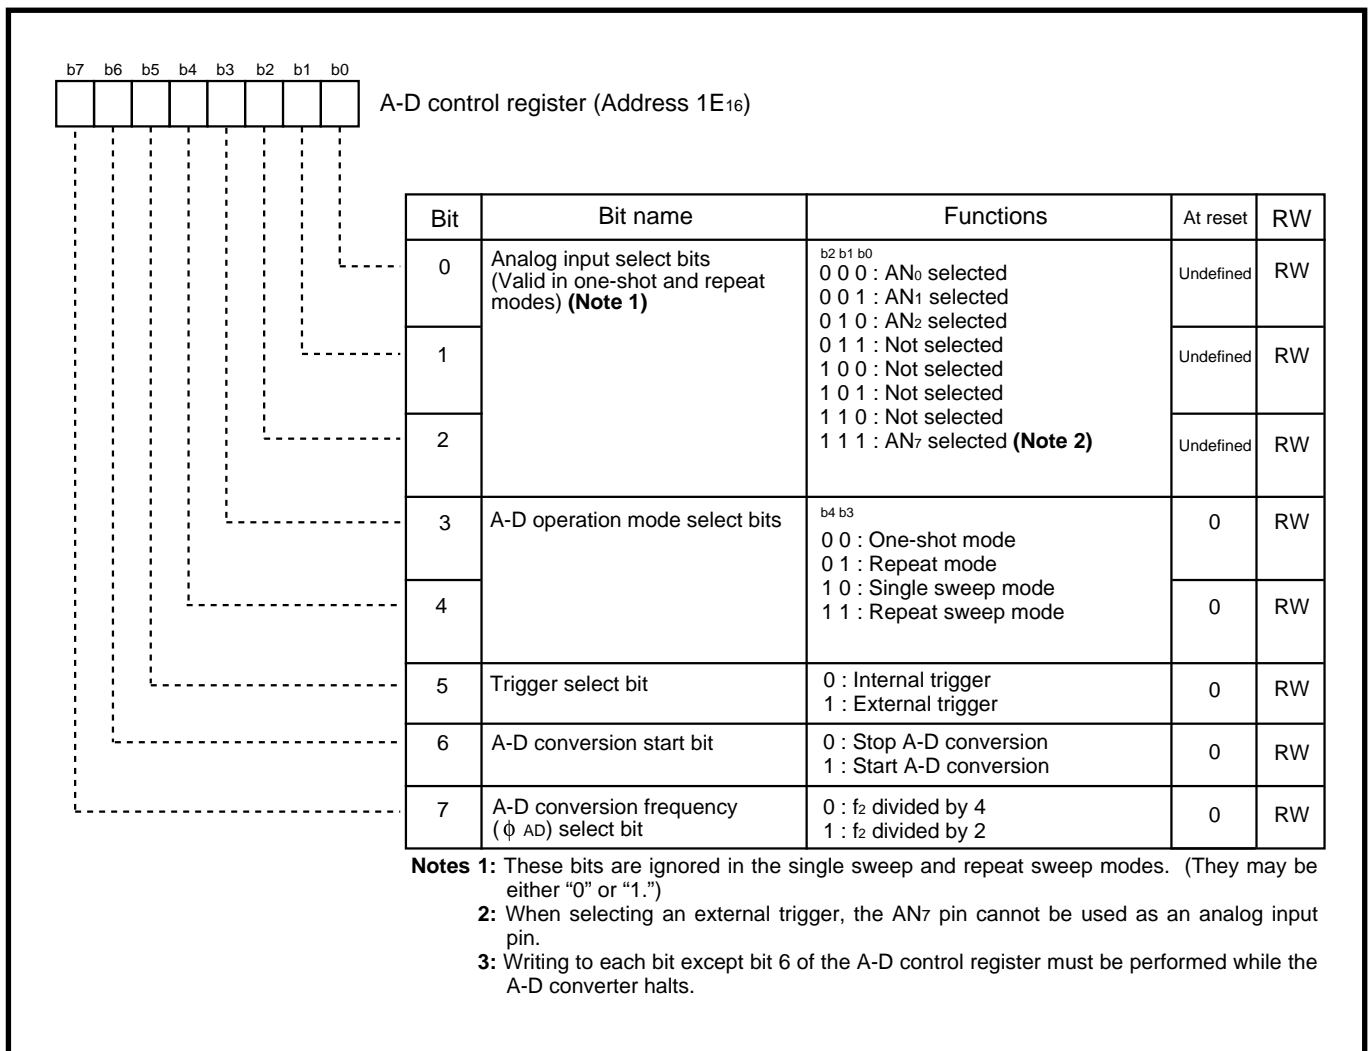 b7 b6 b5 b4 b3 b2 b1 b0
A-D control register (Address 1E16)
Bit Bit name Functions At reset RW
0 Analog input select bits
(Valid in one-shot and repeat
modes) (Note 1)
b2 b1 b0
0 0 0 : AN0 selected
0 0 1 : AN1 selected
0 1 0 : AN2 selected
0 1 1 : Not selected
1 0 0 : Not selected
1 0 1 : Not selected
1 1 0 : Not selected
1 1 1 : AN7 selected (Note 2)
Undefined RW
1 Undefined RW
2 Undefined RW
3 A-D operation mode select bits
b4 b3
0 0 : One-shot mode
0 1 : Repeat mode
1 0 : Single sweep mode
1 1 : Repeat sweep mode
0 RW
4 0 RW
5 Trigger select bit
0 : Internal trigger
1 : External trigger
0 RW
6 A-D conversion start bit
0 : Stop A-D conversion
1 : Start A-D conversion
0 RW
7 A-D conversion frequency
(ϕ AD) select bit
0 : f2 divided by 4
1 : f2 divided by 2
0 RW
Notes 1: These bits are ignored in the single sweep and repeat sweep modes. (They may be
either “0” or “1.”)
2: When selecting an external trigger, the AN7 pin cannot be used as an analog input
pin.
3: Writing to each bit except bit 6 of the A-D control register must be performed while the
A-D converter halts.